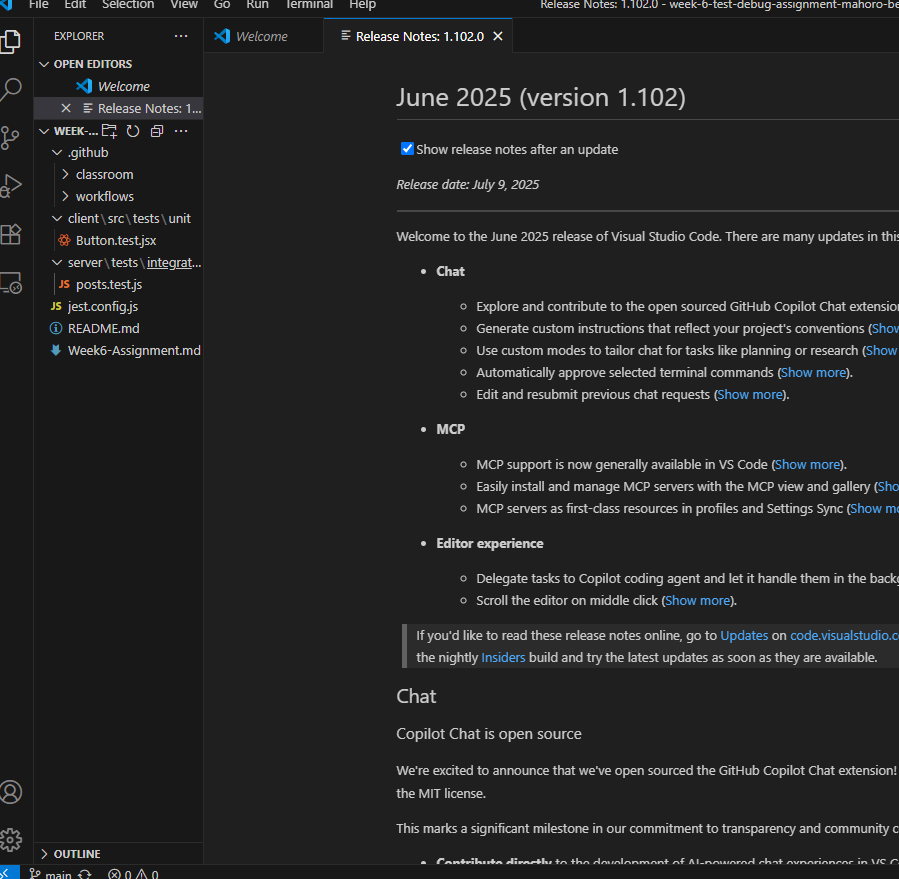 File Edit Selection View Go Run Terminal Help
Release Notes: 1.102.0 - week-6-test-debug-assignment-mahoro-be
EXPLORER ···
Welcome
Release Notes: 1.102.0
OPEN EDITORS
Welcome
Release Notes: 1...
WEEK-... ···
.github
classroom
workflows
client\src\tests\unit
Button.test.jsx
server\tests\integrat...
JS posts.test.js
JS jest.config.js
README.md
Week6-Assignment.md
OUTLINE
main 0 0
June 2025 (version 1.102)
Show release notes after an update
Release date: July 9, 2025
Welcome to the June 2025 release of Visual Studio Code. There are many updates in this
• Chat
Explore and contribute to the open sourced GitHub Copilot Chat extension
Generate custom instructions that reflect your project's conventions (Show
Use custom modes to tailor chat for tasks like planning or research (Show
Automatically approve selected terminal commands (Show more).
Edit and resubmit previous chat requests (Show more).
• MCP
MCP support is now generally available in VS Code (Show more).
Easily install and manage MCP servers with the MCP view and gallery (Sho
MCP servers as first-class resources in profiles and Settings Sync (Show mo
• Editor experience
Delegate tasks to Copilot coding agent and let it handle them in the backg
Scroll the editor on middle click (Show more).
If you'd like to read these release notes online, go to Updates on code.visualstudio.co
the nightly Insiders build and try the latest updates as soon as they are available.
Chat
Copilot Chat is open source
We're excited to announce that we've open sourced the GitHub Copilot Chat extension!
the MIT license.
This marks a significant milestone in our commitment to transparency and community c
• Contribute directly to the development of AI-powered chat experiences in VS C